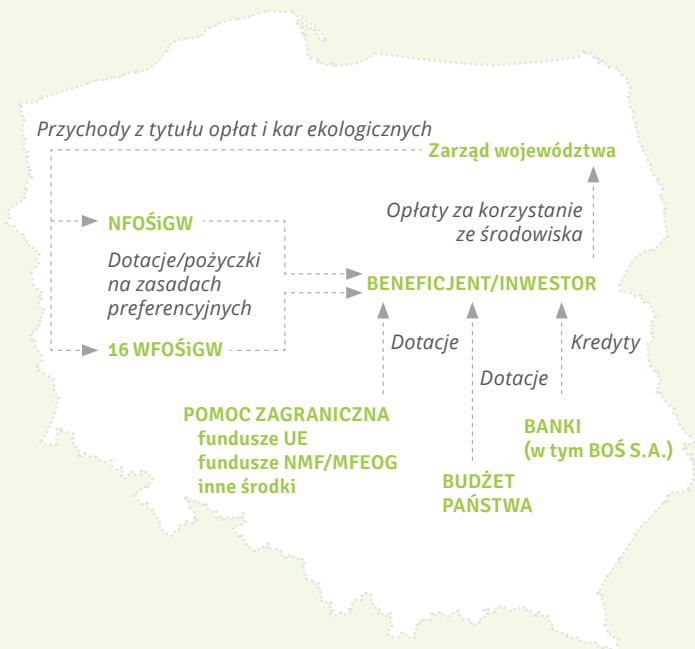 Przychody z tytułu opłat i kar ekologicznych
Zarząd województwa
Opłaty za korzystanie
ze środowiska
NFOŚiGW
Dotacje/pożyczki
na zasadach
preferencyjnych
BENEFICJENT/INWESTOR
16 WFOŚiGW
Dotacje
Kredyty
Dotacje
POMOC ZAGRANICZNA
fundusze UE
fundusze NMF/MFEOG
inne środki
BANKI
(w tym BOŚ S.A.)
BUDŻET
PAŃSTWA